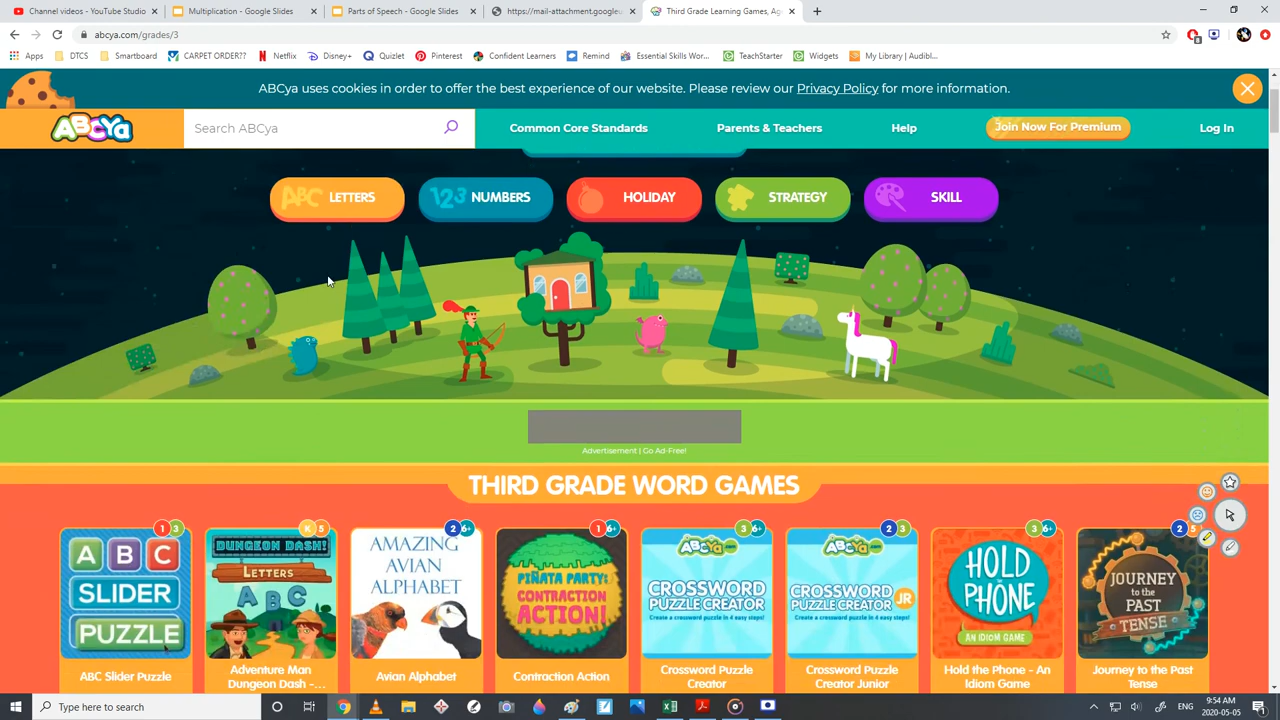 Channel videos - YouTube Studio
Multiplication - Google Slides
Parts of Speech - Google Slides
https://mail-attachment.googleu
Third Grade Learning Games, Ag
abcya.com/grades/3
Apps
DTCS
Smartboard
CARPET ORDER??
Netflix
Disney+
Quizlet
Pinterest
Confident Learners
Remind
Essential Skills Wor...
TeachStarter
Widgets
My Library | Audibl...
ABCya uses cookies in order to offer the best experience of our website. Please review our Privacy Policy for more information.
ABCYa
Search ABCya
Common Core Standards
Parents & Teachers
Help
Join Now For Premium
Log In
ABC LETTERS
123 NUMBERS
HOLIDAY
STRATEGY
SKILL
Advertisement | Go Ad-Free!
THIRD GRADE WORD GAMES
1 3
K 5
2 6+
1 6+
3 6+
2 3
3 6+
2 5
A B C
SLIDER
PUZZLE
DUNGEON DASH!
LETTERS
A B C
AMAZING
AVIAN
ALPHABET
PIÑATA PARTY:
CONTRACTION
ACTION!
ABCYa.com
CROSSWORD
PUZZLE CREATOR
Create a crossword puzzle in 4 easy steps!
ABCYa.com
CROSSWORD
PUZZLE CREATOR JR
Create a crossword puzzle in 4 easy steps!
HOLD
THE
PHONE
AN IDIOM GAME
JOURNEY
to the
PAST
TENSE
ABC Slider Puzzle
Adventure Man
Dungeon Dash -...
Avian Alphabet
Contraction Action
Crossword Puzzle
Creator
Crossword Puzzle
Creator Junior
Hold the Phone - An
Idiom Game
Journey to the Past
Tense
Type here to search
ENG
9:54 AM
2020-05-05